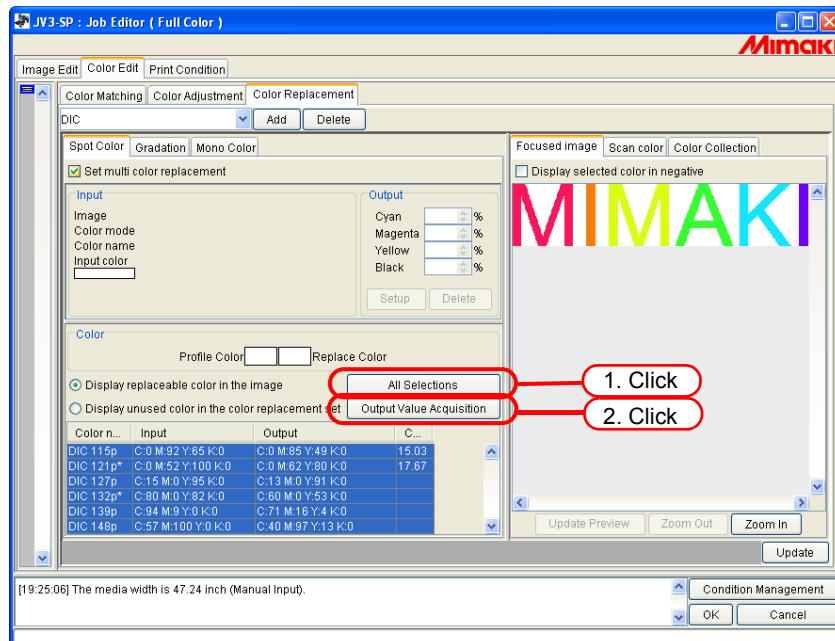 JV3-SP : Job Editor ( Full Color )
Mimaki
Image Edit Color Edit Print Condition
Color Matching Color Adjustment Color Replacement
DIC Add Delete
Spot Color Gradation Mono Color
Focused image Scan color Color Collection
Set multi color replacement
Display selected color in negative
Input
Output
MIMAKI
Image
Cyan %
Color mode
Magenta %
Color name
Yellow %
Input color
Black %
Setup Delete
Color
Profile Color Replace Color
Display replaceable color in the image All Selections
1. Click
Display unused color in the color replacement set Output Value Acquisition
2. Click
Color n... Input Output C...
DIC 115p C:0 M:92 Y:65 K:0 C:0 M:85 Y:49 K:0 15.03
DIC 121p* C:0 M:52 Y:100 K:0 C:0 M:62 Y:80 K:0 17.67
DIC 127p C:15 M:0 Y:95 K:0 C:13 M:0 Y:91 K:0
DIC 132p* C:80 M:0 Y:82 K:0 C:60 M:0 Y:53 K:0
DIC 139p C:94 M:9 Y:0 K:0 C:71 M:16 Y:4 K:0
DIC 148p C:57 M:100 Y:0 K:0 C:40 M:97 Y:13 K:0
Update Preview Zoom Out Zoom In
Update
[19:25:06] The media width is 47.24 inch (Manual Input).
Condition Management
OK Cancel